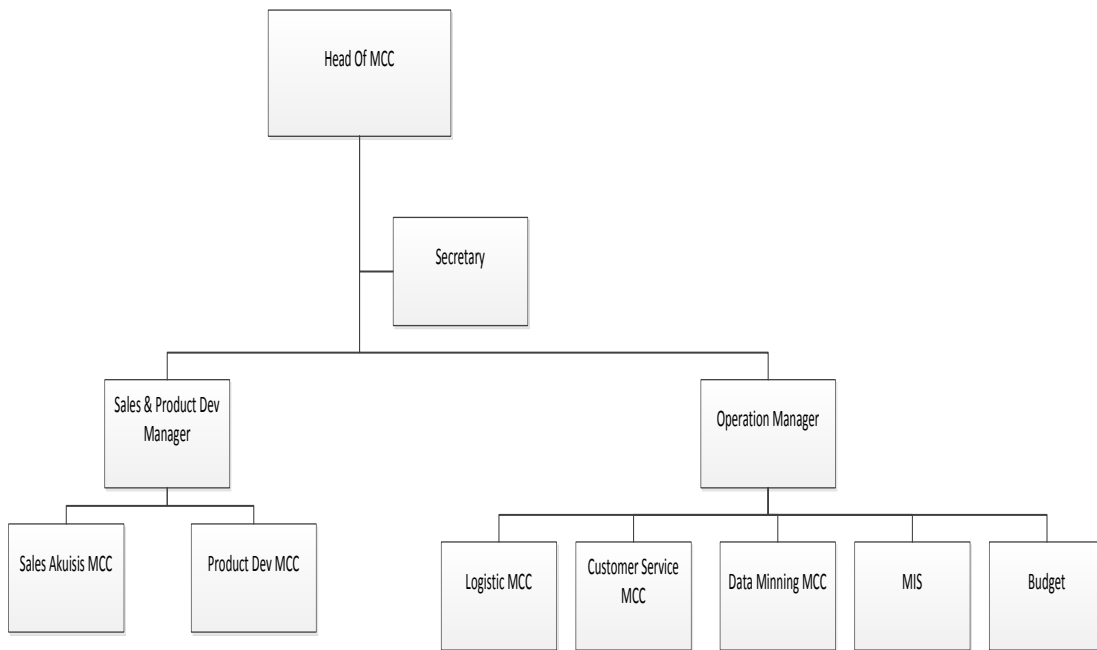 Head Of MCC
Secretary
Sales & Product Dev
Manager
Operation Manager
Sales Akuisis MCC
Product Dev MCC
Logistic MCC
Customer Service
MCC
Data Minning MCC
MIS
Budget